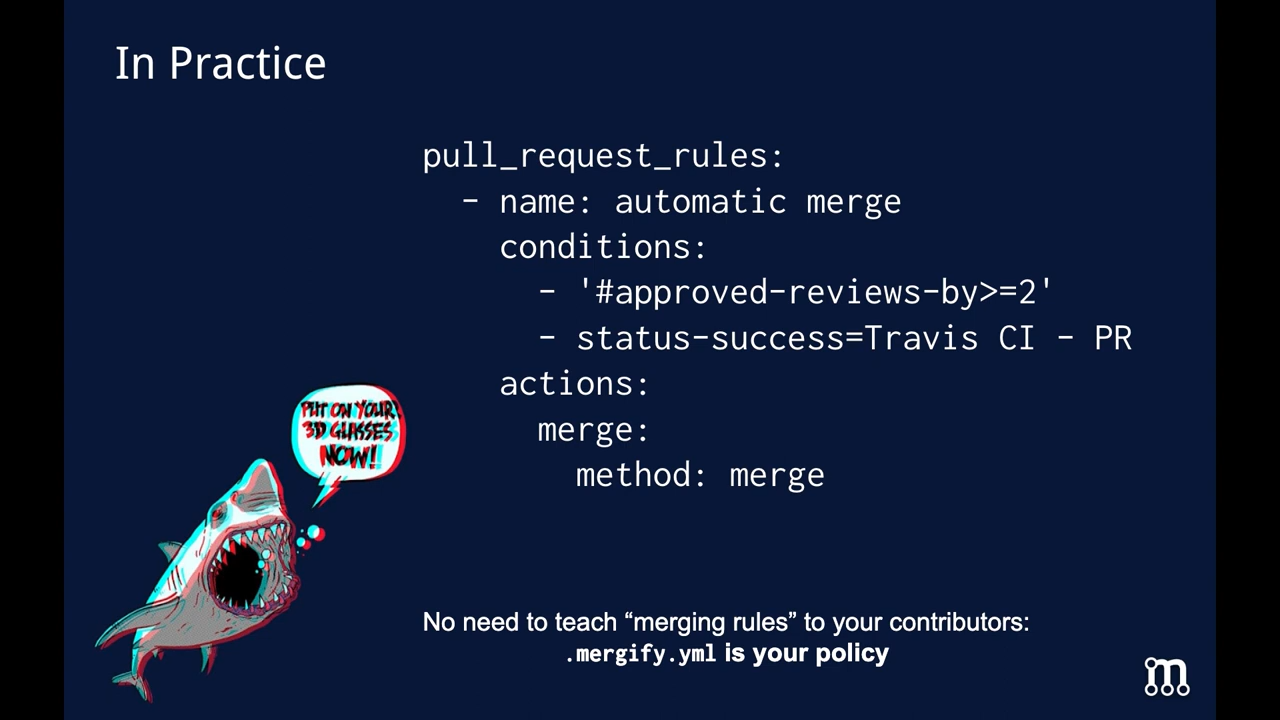 In Practice
pull_request_rules:
  - name: automatic merge
    conditions:
      - '#approved-reviews-by>=2'
      - status-success=Travis CI - PR
    actions:
      merge:
        method: merge
PUT ON YOUR
3D GLASSES
NOW!!
No need to teach “merging rules” to your contributors:
.mergify.yml is your policy
m